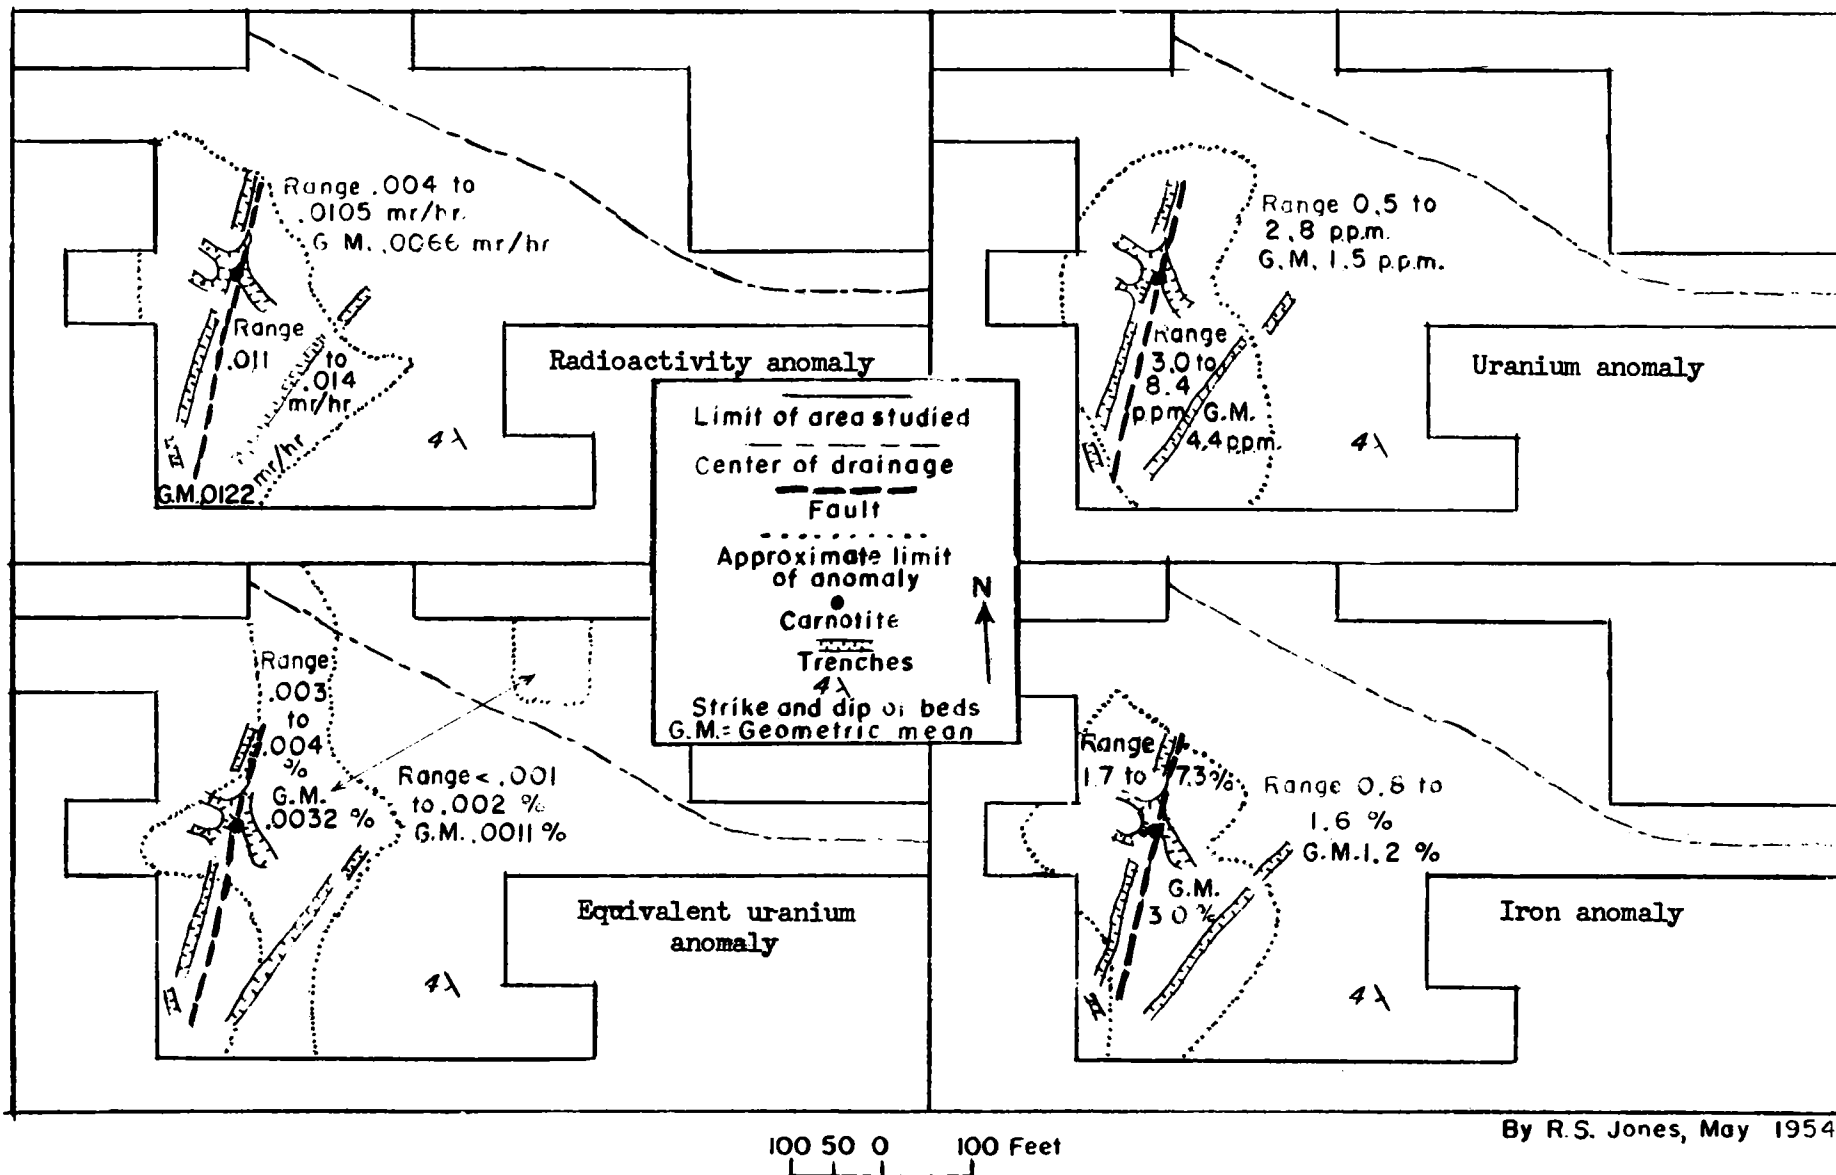 Range .004 to
.0105 mr/hr.
G M. .0066 mr/hr
Range
.011
to
.014
mr/hr
mr/hr
G.M. .0122
4
Radioactivity anomaly
Range 0.5 to
2.8 p.p.m.
G.M. 1.5 p.p.m.
Range
3.0 to
8.4
p.p.m.
G.M.
4.4 p.p.m.
4
Uranium anomaly
Limit of area studied
Center of drainage
Fault
Approximate limit
of anomaly
Carnotite
Trenches
4
Strike and dip of beds
G.M.= Geometric mean
N
Range
.003
to
.004
%
G.M.
.0032 %
Range < .001
to .002 %
G.M. .0011 %
4
Equivalent uranium
anomaly
Range
1.7 to 7.3%
G.M.
3.0 %
Range 0.8 to
1.6 %
G.M. 1.2 %
4
Iron anomaly
By R.S. Jones, May 1954
100 50 0 100 Feet